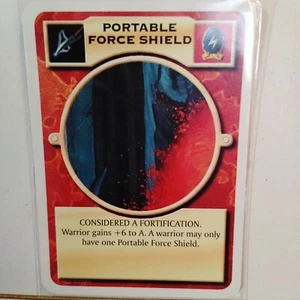 PORTABLE
FORCE SHIELD
CONSIDERED A FORTIFICATION.
Warrior gains +6 to A. A warrior may only
have one Portable Force Shield.